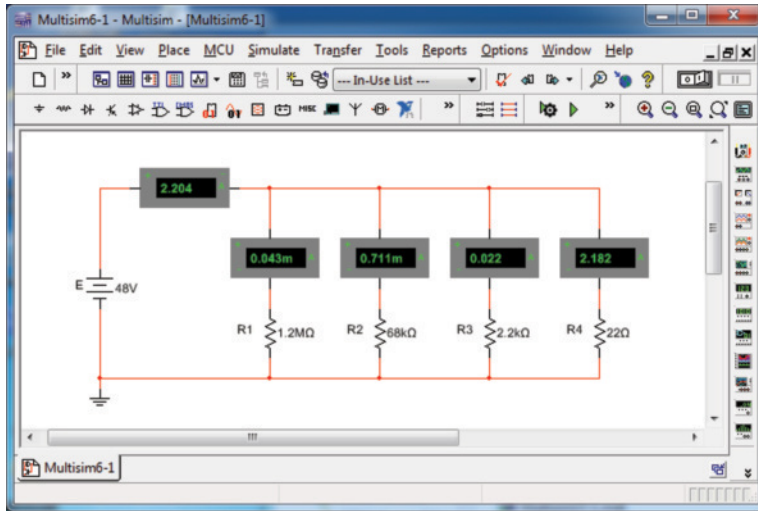 Multisim6-1 - Multisim - [Multisim6-1]
File Edit View Place MCU Simulate Transfer Tools Reports Options Window Help
» --- In-Use List ---
MISC » »
2.204
0.043m 0.711m 0.022 2.182
E 48V
R1 1.2MΩ R2 68kΩ R3 2.2kΩ R4 22Ω
Multisim6-1